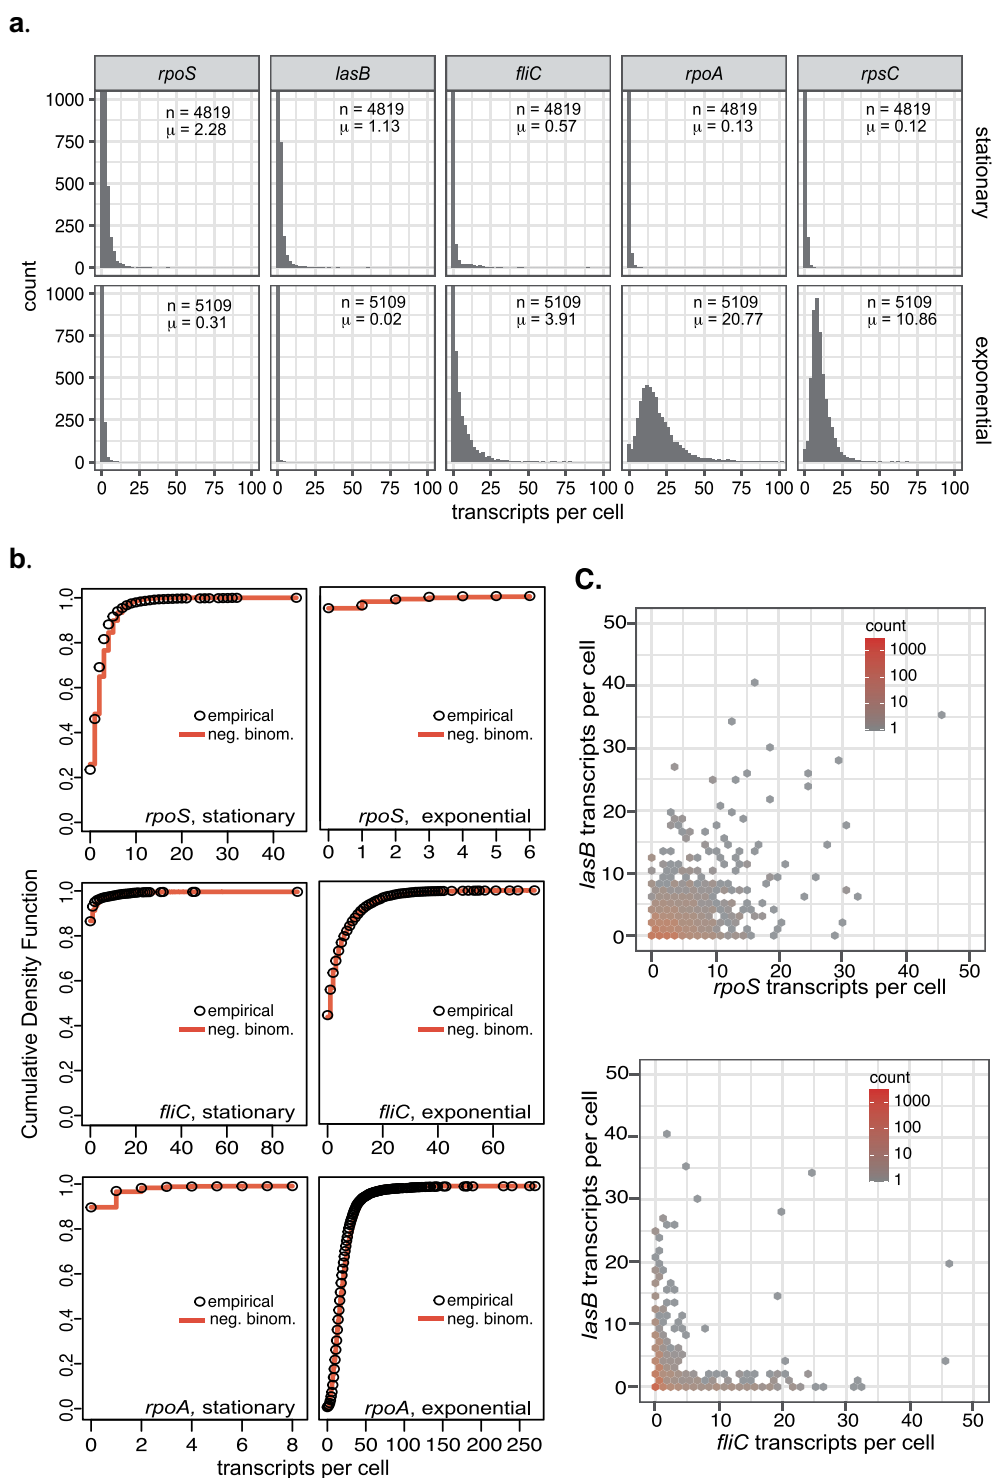 a.
rpoS lasB fliC rpoA rpsC
1000
750
500
250
0
n = 4819
μ = 2.28
n = 4819
μ = 1.13
n = 4819
μ = 0.57
n = 4819
μ = 0.13
n = 4819
μ = 0.12
stationary
count
1000
750
500
250
0
n = 5109
μ = 0.31
n = 5109
μ = 0.02
n = 5109
μ = 3.91
n = 5109
μ = 20.77
n = 5109
μ = 10.86
exponential
0 25 50 75 100 0 50 100 0 25 50 75 100 0 25 50 75 100 0 25 50 75 100
transcripts per cell
b.
Cumulative Density Function
1.0
0.8
0.6
0.4
0.2
0.0
empirical
neg. binom.
rpoS, stationary
0 10 20 30 40
empirical
neg. binom.
rpoS, exponential
0 1 2 3 4 5 6
1.0
0.8
0.6
0.4
0.2
0.0
empirical
neg. binom.
fliC, stationary
0 20 40 60 80
empirical
neg. binom.
fliC, exponential
0 20 40 60
1.0
0.8
0.6
0.4
0.2
0.0
empirical
neg. binom.
rpoA, stationary
0 2 4 6 8
empirical
neg. binom.
rpoA, exponential
0 50 100 150 200 250
transcripts per cell
C.
lasB transcripts per cell
50
40
30
20
10
0
count
1000
100
10
1
0 10 20 30 40 50
rpoS transcripts per cell
lasB transcripts per cell
50
40
30
20
10
0
count
1000
100
10
1
0 10 20 30 40 50
fliC transcripts per cell